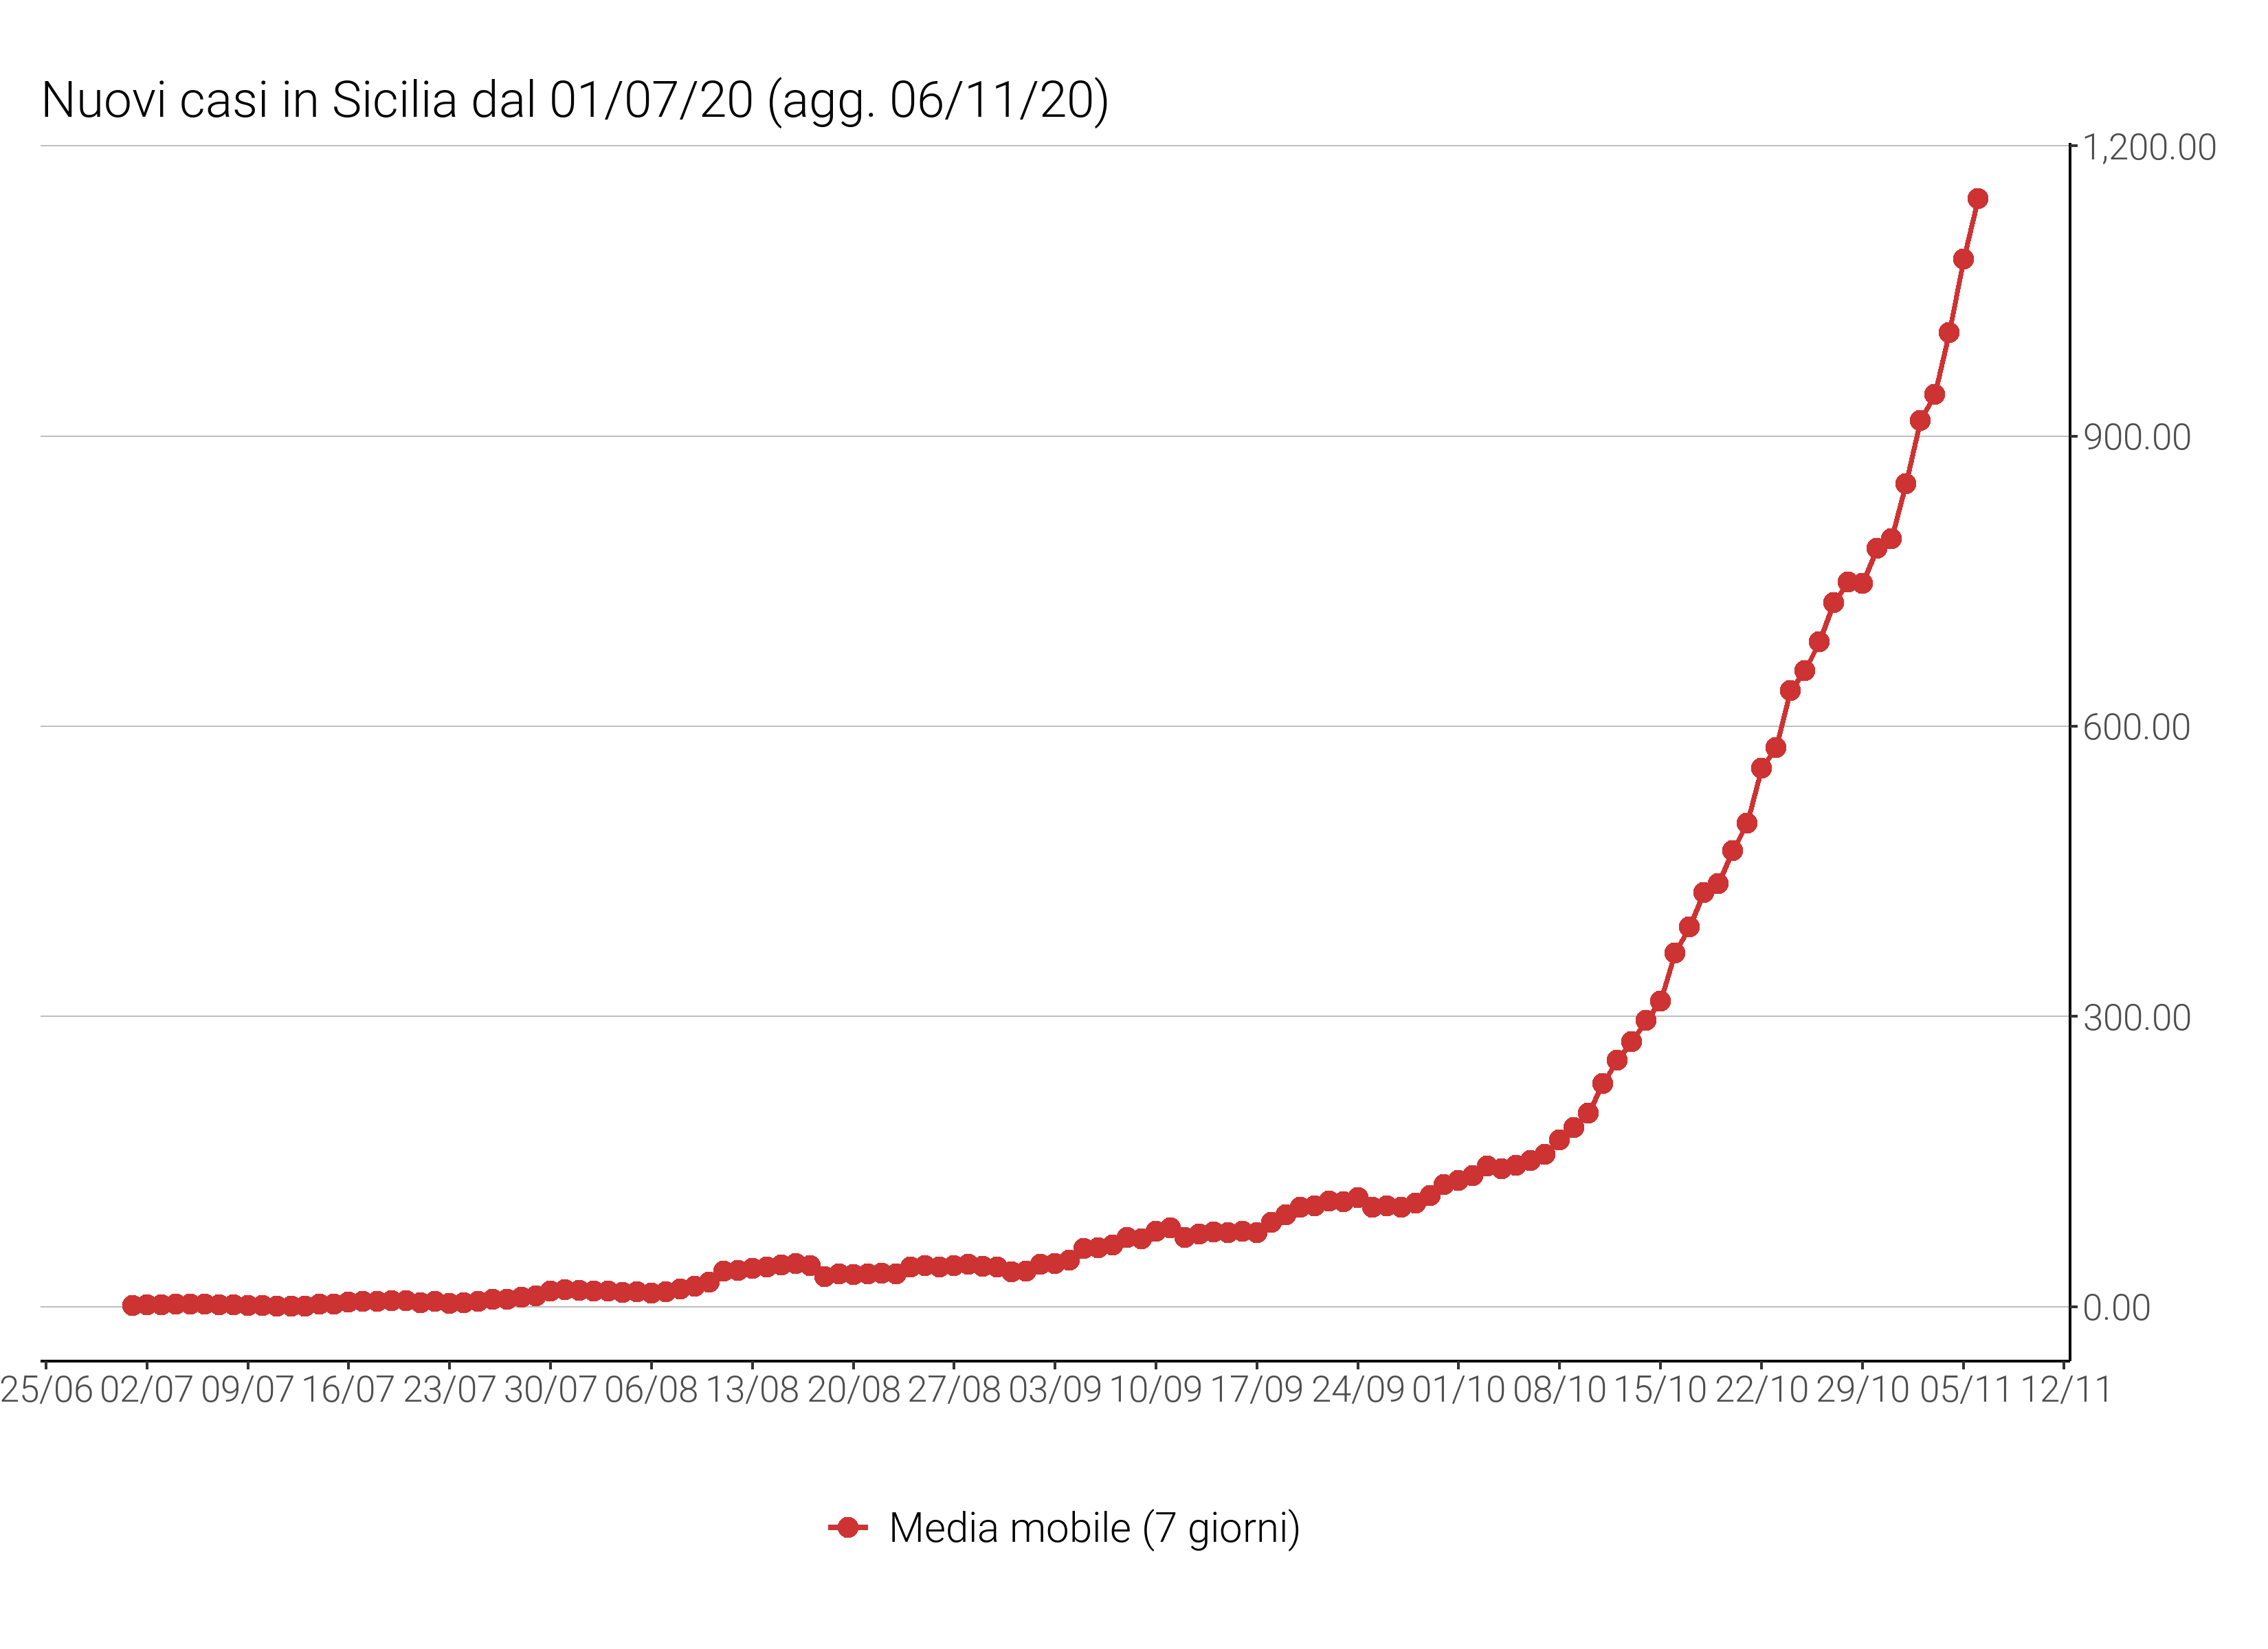 Nuovi casi in Sicilia dal 01/07/20 (agg. 06/11/20)
1,200.00
900.00
600.00
300.00
0.00
25/06 02/07 09/07 16/07 23/07 30/07 06/08 13/08 20/08 27/08 03/09 10/09 17/09 24/09 01/10 08/10 15/10 22/10 29/10 05/11 12/11
Media mobile (7 giorni)